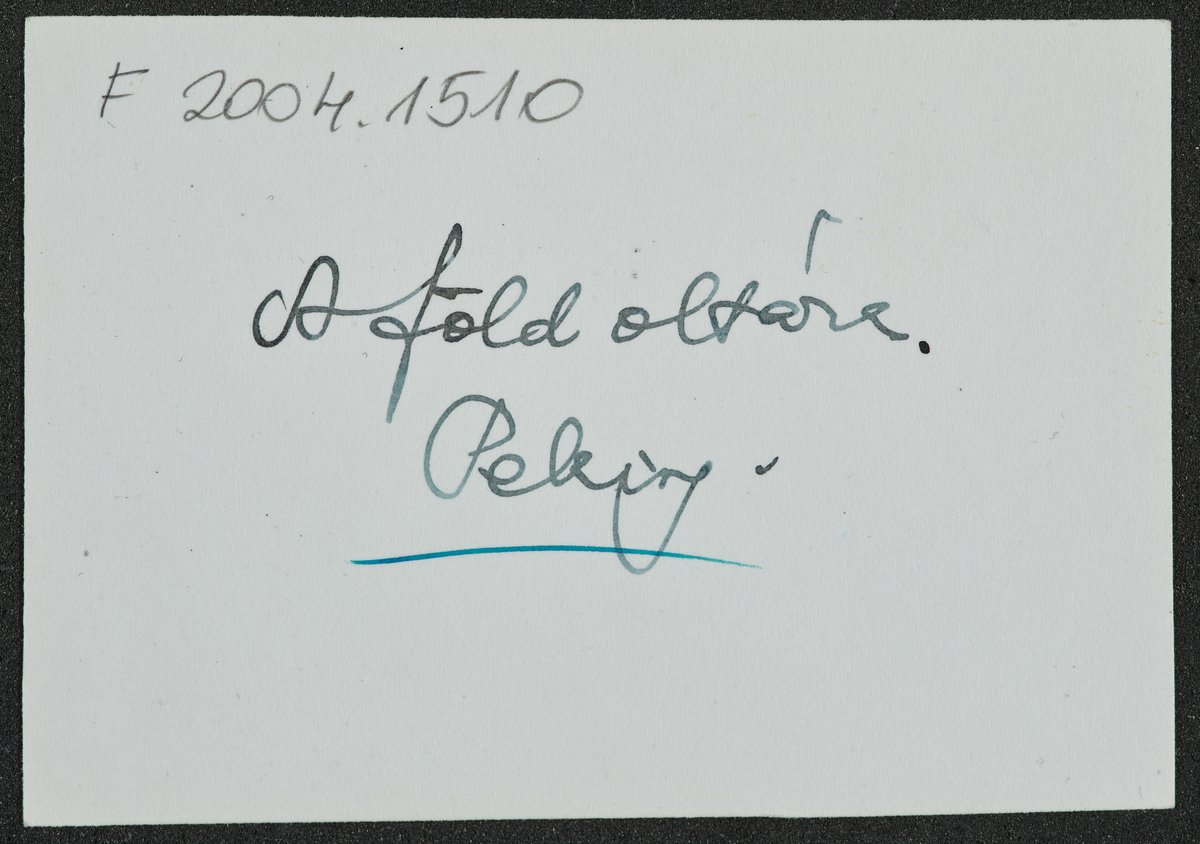 F 2004.1510
A föld oltára.
Peking.